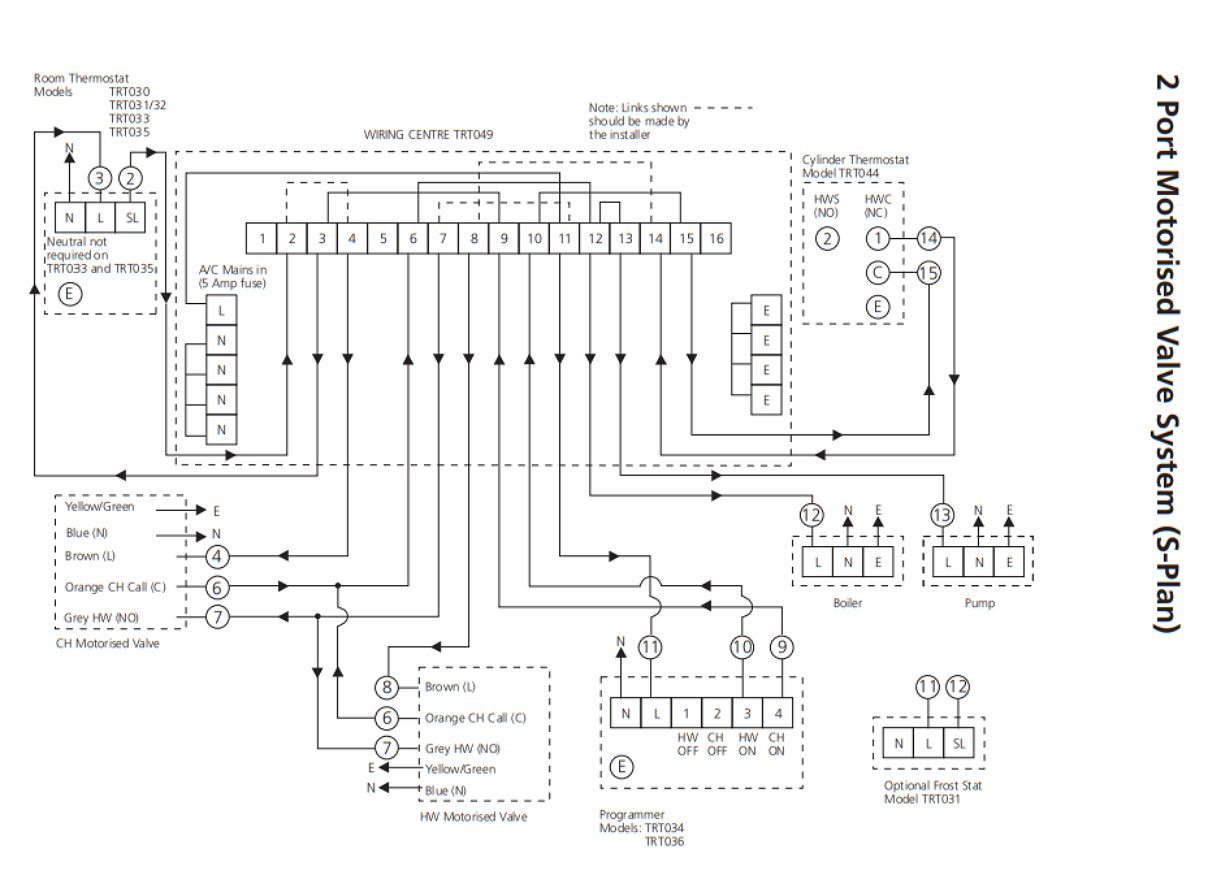 2 Port Motorised Valve System (S-Plan)
Room Thermostat
Models TRT030
TRT031/32
TRT033
TRT035
N
3
2
N L SL
Neutral not
required on
TRT033 and TRT035
E
WIRING CENTRE TRT049
Note: Links shown
should be made by
the installer
1 2 3 4 5 6 7 8 9 10 11 12 13 14 15 16
A/C Mains in
(5 Amp fuse)
L
N
N
N
N
E
E
E
E
Cylinder Thermostat
Model TRT044
HWS HWC
(NO) (NC)
2 1 14
C 15
E
Yellow/Green E
Blue (N) N
Brown (L) 4
Orange CH Call (C) 6
Grey HW (NO) 7
CH Motorised Valve
8 Brown (L)
6 Orange CH Call (C)
7 Grey HW (NO)
E Yellow/Green
N Blue (N)
HW Motorised Valve
12 N E
L N E
Boiler
13 N E
L N E
Pump
N 11 10 9
N L 1 2 3 4
HW CH HW CH
OFF OFF ON ON
E
Programmer
Models: TRT034
TRT036
11 12
N L SL
Optional Frost Stat
Model TRT031